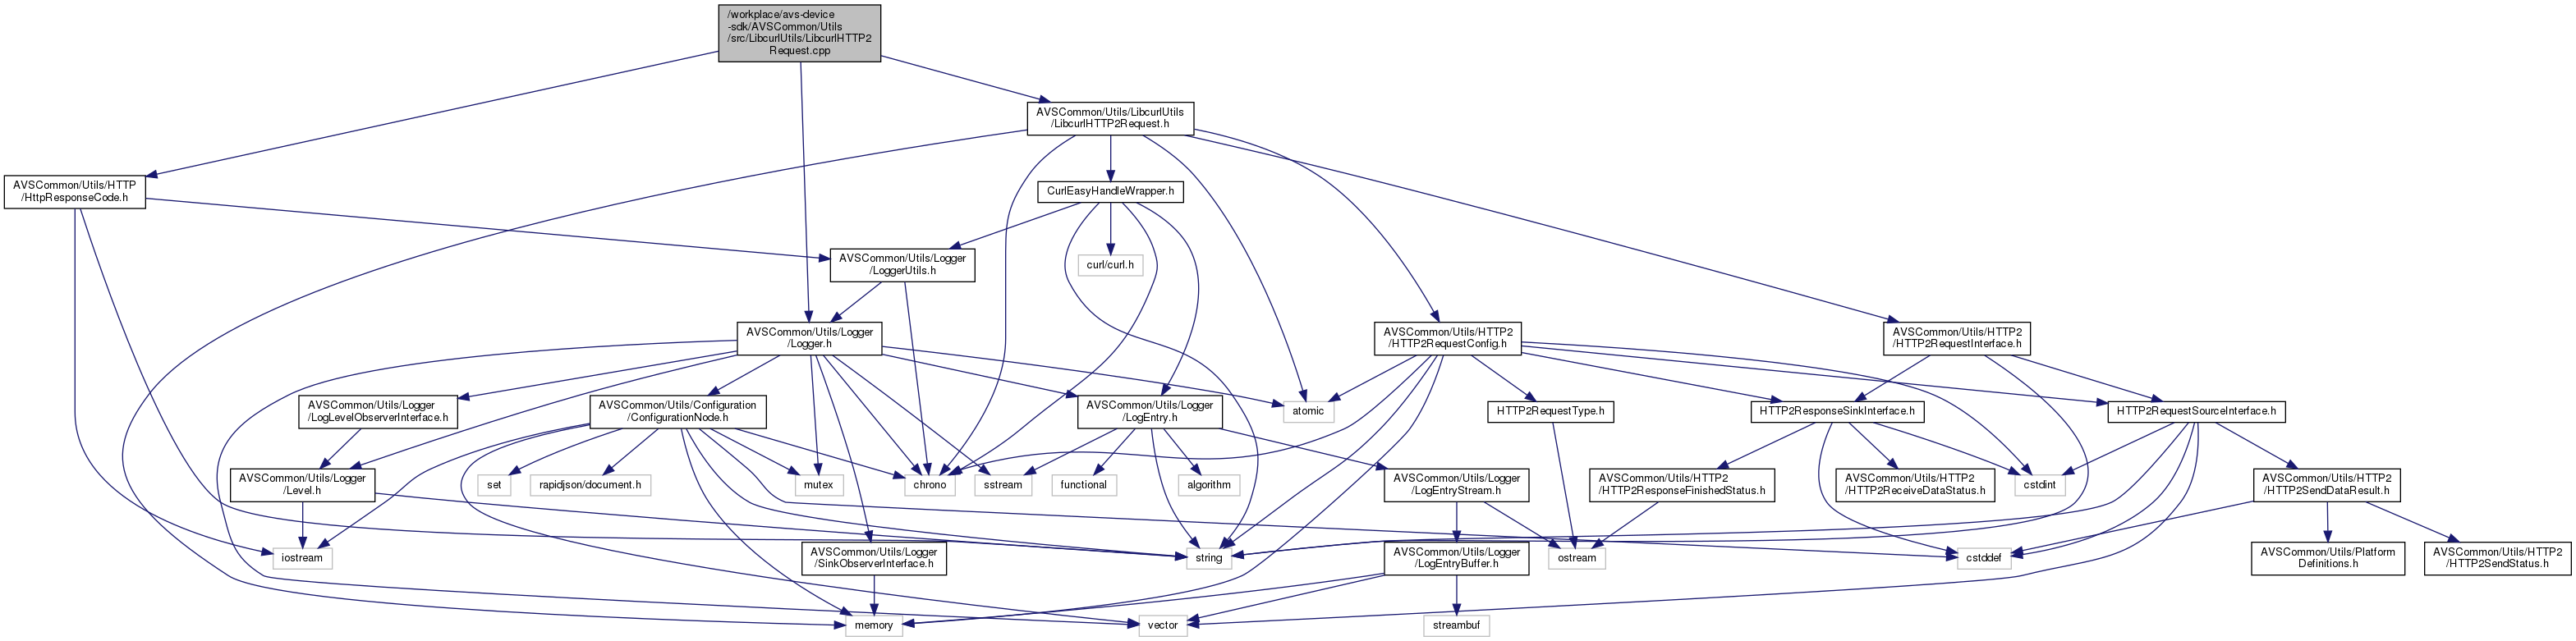 /workplace/avs-device
-sdk/AVSCommon/Utils
/src/LibcurlUtils/LibcurlHTTP2
Request.cpp
AVSCommon/Utils/LibcurlUtils
/LibcurlHTTP2Request.h
AVSCommon/Utils/HTTP
/HttpResponseCode.h
CurlEasyHandleWrapper.h
AVSCommon/Utils/Logger
/LoggerUtils.h
curl/curl.h
AVSCommon/Utils/Logger
/Logger.h
AVSCommon/Utils/HTTP2
/HTTP2RequestConfig.h
AVSCommon/Utils/HTTP2
/HTTP2RequestInterface.h
AVSCommon/Utils/Logger
/LogLevelObserverInterface.h
AVSCommon/Utils/Configuration
/ConfigurationNode.h
AVSCommon/Utils/Logger
/LogEntry.h
atomic
HTTP2RequestType.h
HTTP2ResponseSinkInterface.h
HTTP2RequestSourceInterface.h
AVSCommon/Utils/Logger
/Level.h
set
rapidjson/document.h
mutex
chrono
sstream
functional
algorithm
AVSCommon/Utils/Logger
/LogEntryStream.h
AVSCommon/Utils/HTTP2
/HTTP2ResponseFinishedStatus.h
AVSCommon/Utils/HTTP2
/HTTP2ReceiveDataStatus.h
cstdint
AVSCommon/Utils/HTTP2
/HTTP2SendDataResult.h
iostream
AVSCommon/Utils/Logger
/SinkObserverInterface.h
string
AVSCommon/Utils/Logger
/LogEntryBuffer.h
ostream
cstddef
AVSCommon/Utils/Platform
Definitions.h
AVSCommon/Utils/HTTP2
/HTTP2SendStatus.h
memory
vector
streambuf